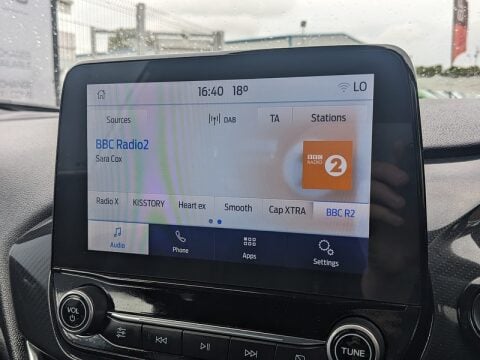 16:40 18° LO
Sources DAB TA Stations
BBC Radio2
Sara Cox
BBC
RADIO 2
Radio X KISSTORY Heart ex Smooth Cap XTRA BBC R2
Audio Phone Apps Settings
VOL
TUNE